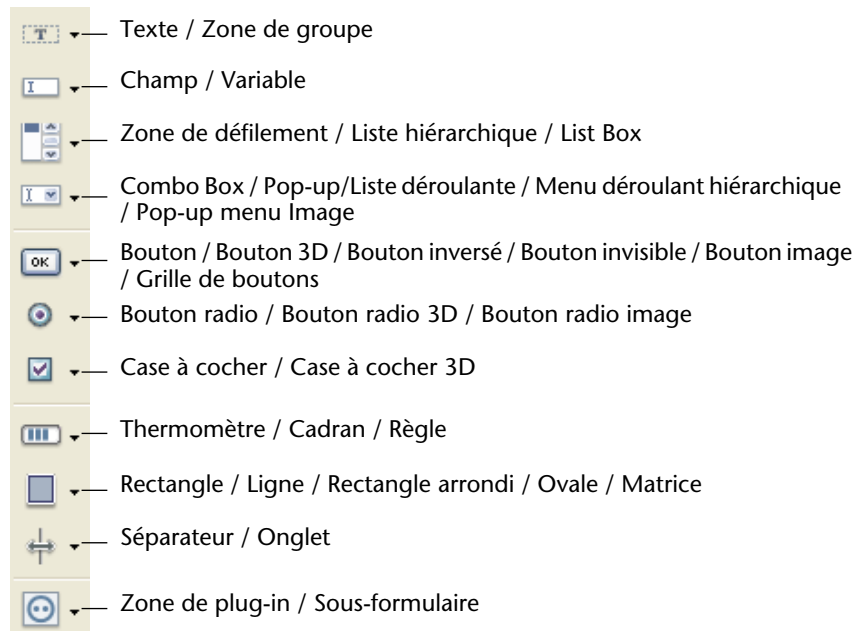 T
Texte / Zone de groupe
I
Champ / Variable
Zone de défilement / Liste hiérarchique / List Box
I
Combo Box / Pop-up/Liste déroulante / Menu déroulant hiérarchique
/ Pop-up menu Image
OK
Bouton / Bouton 3D / Bouton inversé / Bouton invisible / Bouton image
/ Grille de boutons
Bouton radio / Bouton radio 3D / Bouton radio image
Case à cocher / Case à cocher 3D
Thermomètre / Cadran / Règle
Rectangle / Ligne / Rectangle arrondi / Ovale / Matrice
Séparateur / Onglet
Zone de plug-in / Sous-formulaire